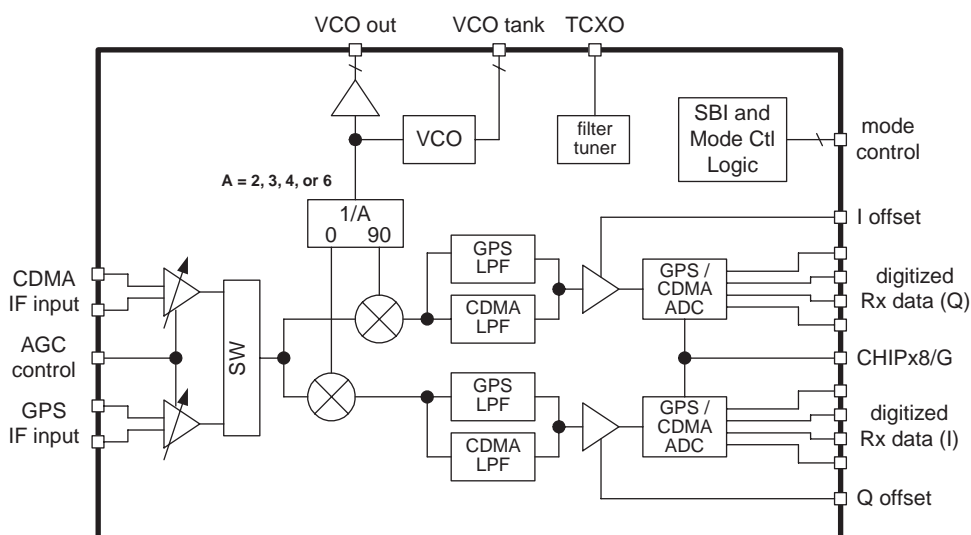 VCO out
VCO tank
TCXO
VCO
filter
tuner
SBI and
Mode Ctl
Logic
mode
control
A = 2, 3, 4, or 6
1/A
0 90
I offset
CDMA
IF input
AGC
control
GPS
IF input
SW
GPS
LPF
CDMA
LPF
GPS /
CDMA
ADC
digitized
Rx data (Q)
CHIPx8/G
GPS
LPF
CDMA
LPF
GPS /
CDMA
ADC
digitized
Rx data (I)
Q offset